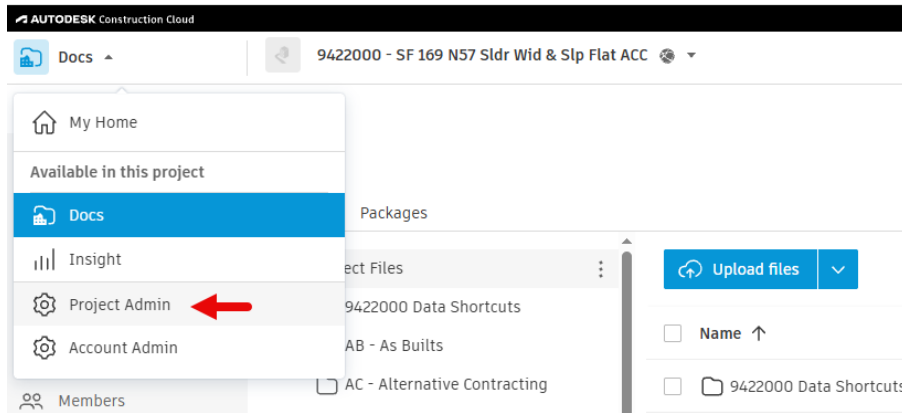 AUTODESK Construction Cloud
Docs
9422000 - SF 169 N57 Sldr Wid & Slp Flat ACC
My Home
Available in this project
Docs
Packages
Insight
ect Files
Upload files
Project Admin
9422000 Data Shortcuts
Name
Account Admin
AB - As Builts
AC - Alternative Contracting
9422000 Data Shortcuts
Members